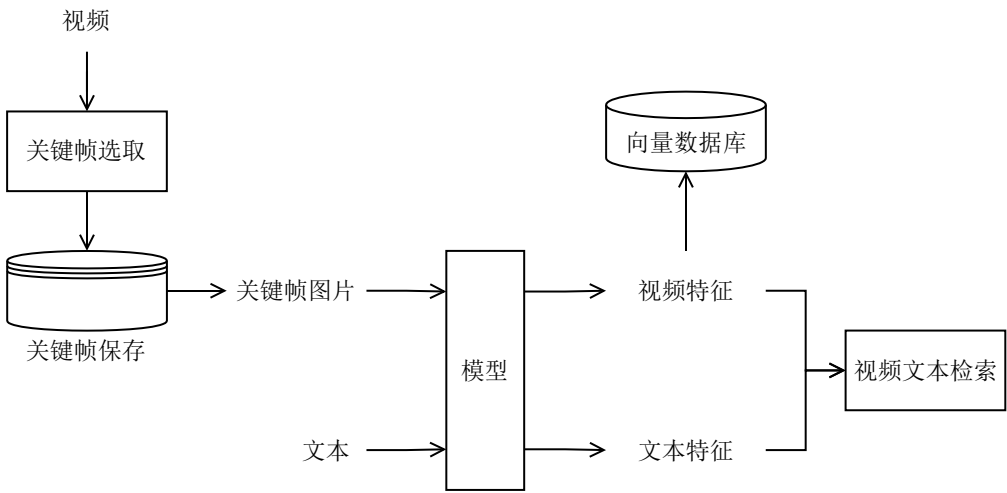 视频
关键帧选取
向量数据库
关键帧图片
视频特征
关键帧保存
模型
视频文本检索
文本
文本特征